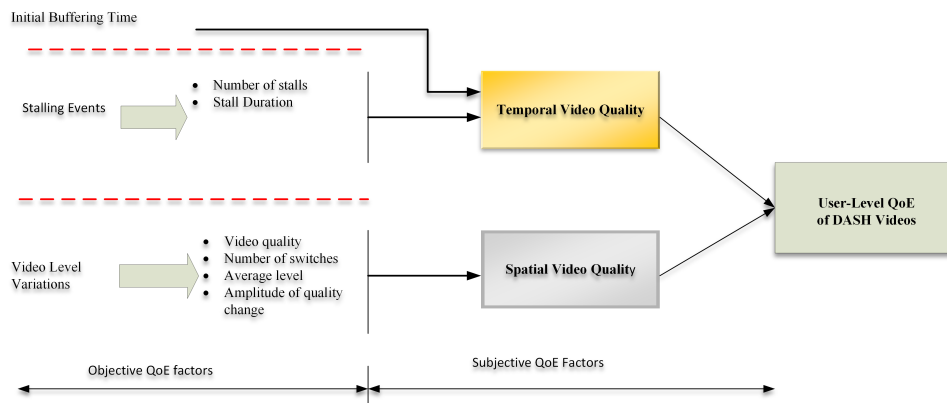 Initial Buffering Time
Stalling Events
• Number of stalls
• Stall Duration
Temporal Video Quality
User-Level QoE
of DASH Videos
Video Level
Variations
• Video quality
• Number of switches
• Average level
• Amplitude of quality
change
Spatial Video Quality
Objective QoE factors
Subjective QoE Factors